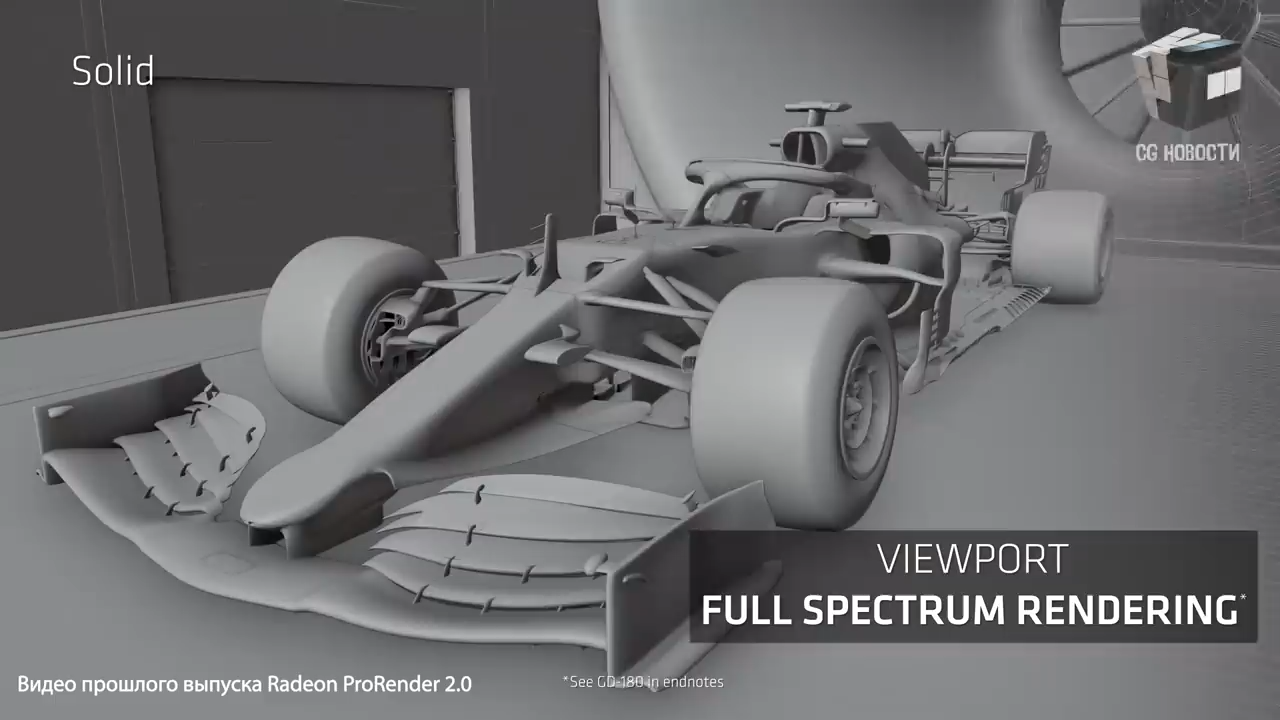 Solid
CG НОВОСТИ
VIEWPORT
FULL SPECTRUM RENDERING*
Видео прошлого выпуска Radeon ProRender 2.0
*See GD-180 in endnotes